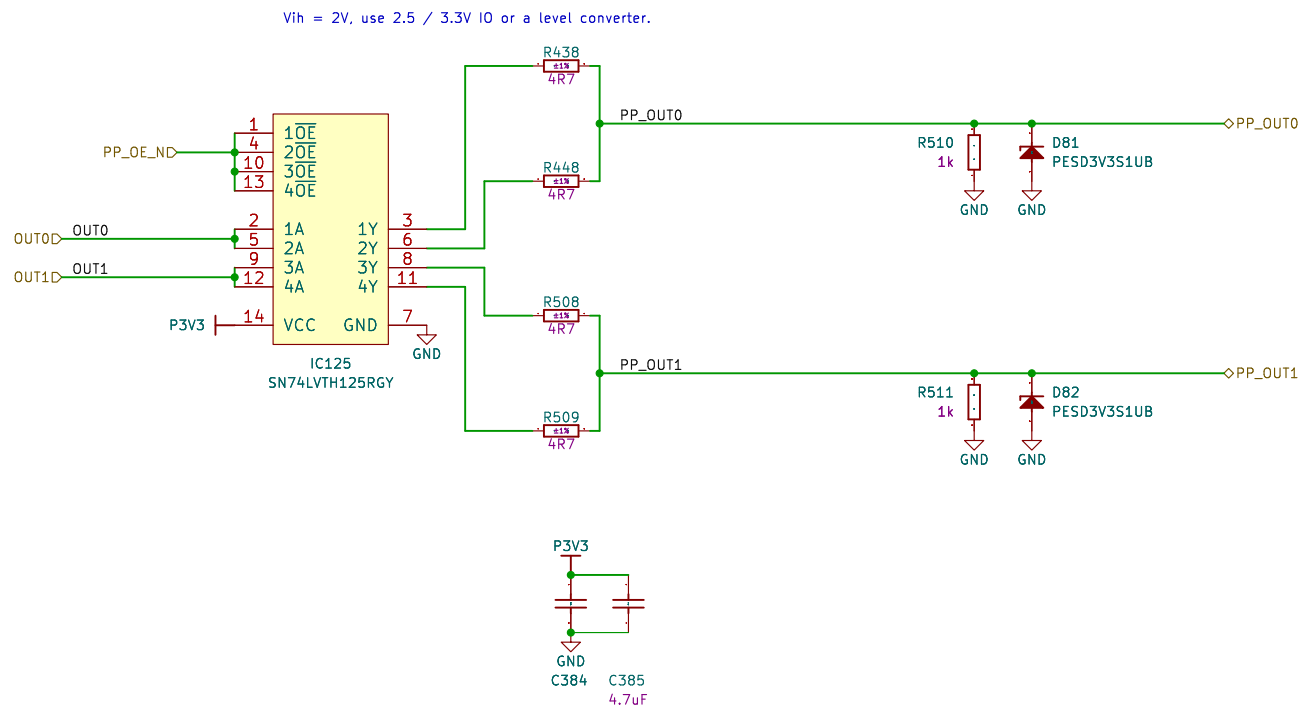 Vih = 2V, use 2.5 / 3.3V IO or a level converter.
R438
±1%
4R7
PP_OUT0
PP_OUT0
1 1OE
4 2OE
10 3OE
13 4OE
PP_OE_N
R510
1k
GND
D81
PESD3V3S1UB
GND
R448
±1%
4R7
OUT0 OUT0
2 1A 1Y 3
5 2A 2Y 6
OUT1 OUT1
9 3A 3Y 8
12 4A 4Y 11
P3V3 14 VCC GND 7
GND
IC125
SN74LVTH125RGY
R508
±1%
4R7
PP_OUT1
PP_OUT1
R511
1k
GND
D82
PESD3V3S1UB
GND
R509
±1%
4R7
P3V3
GND
C384
C385
4.7uF